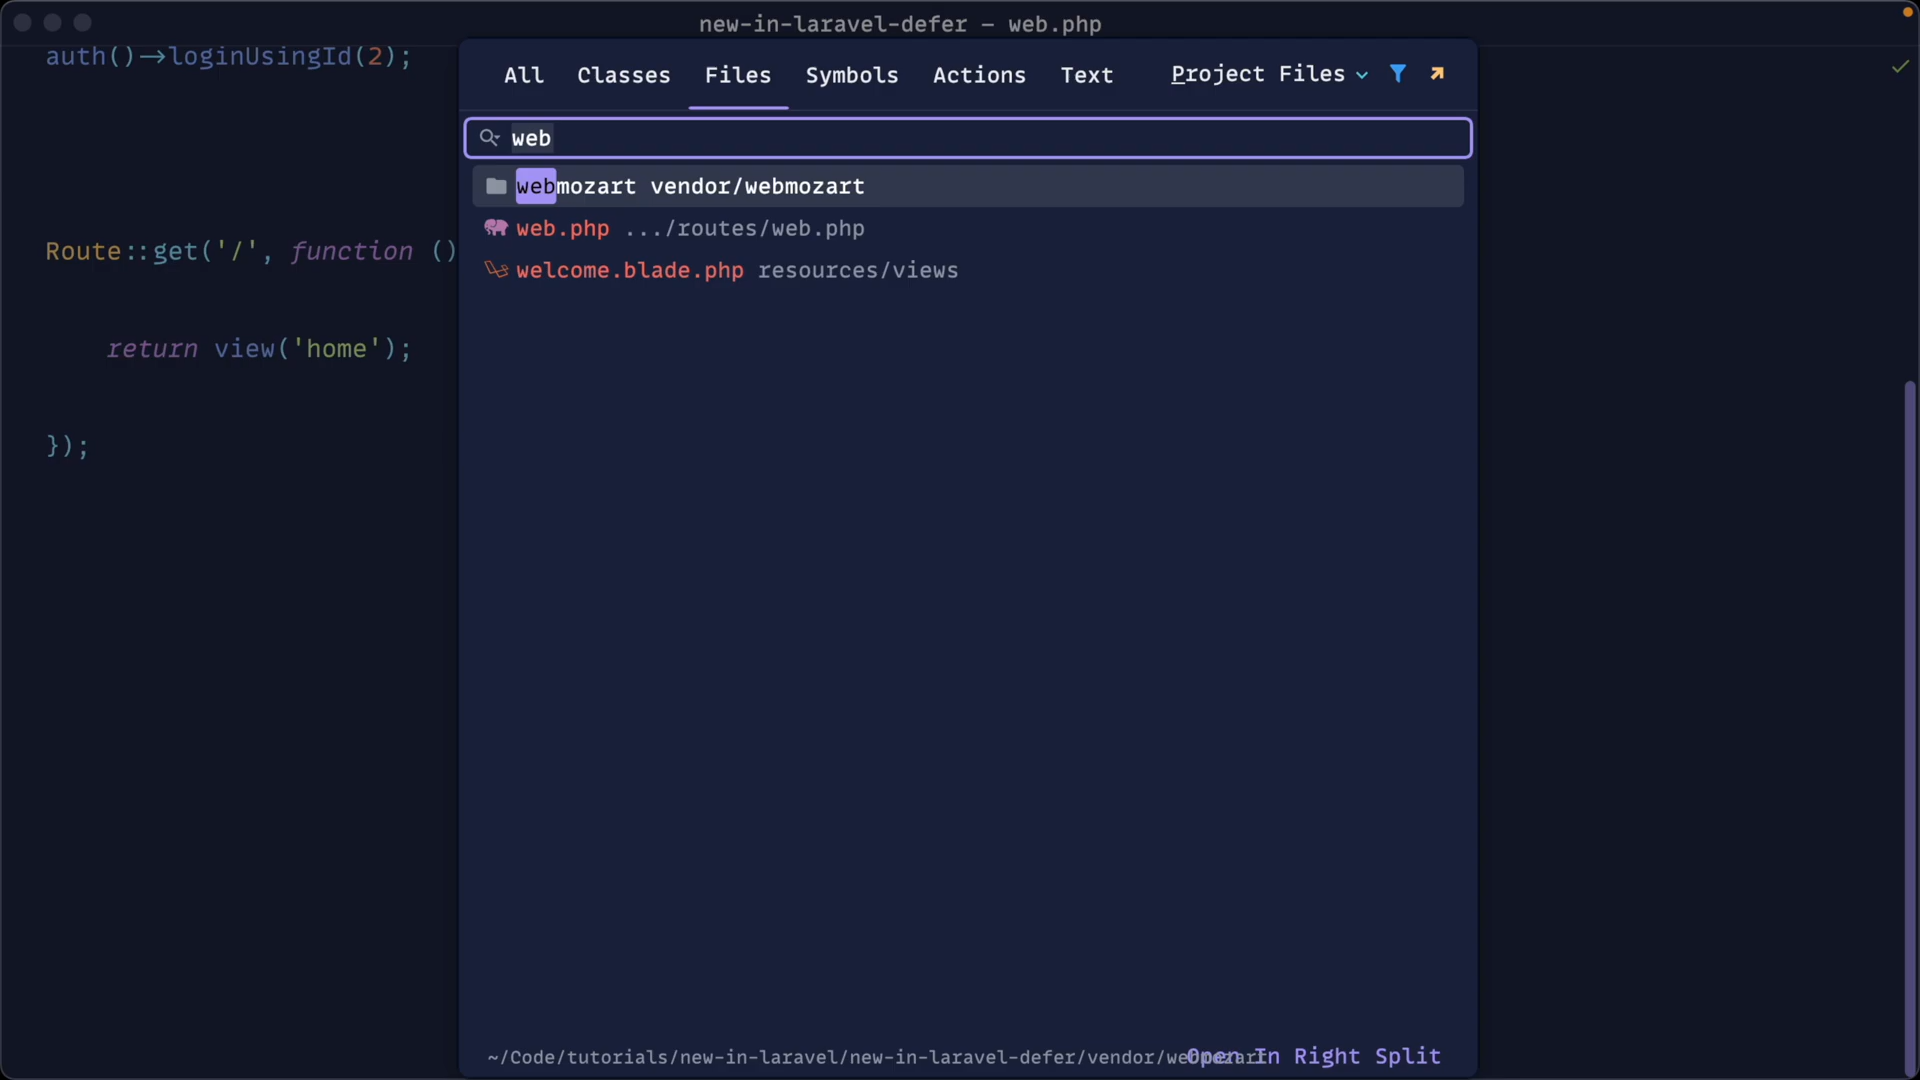 new-in-laravel-defer – web.php
auth()→loginUsingId(2);
Route::get('/', function ()
return view('home');
});
All Classes Files Symbols Actions Text Project Files
web
webmozart vendor/webmozart
web.php .../routes/web.php
welcome.blade.php resources/views
~/Code/tutorials/new-in-laravel/new-in-laravel-defer/vendor/webmozart
Open In Right Split